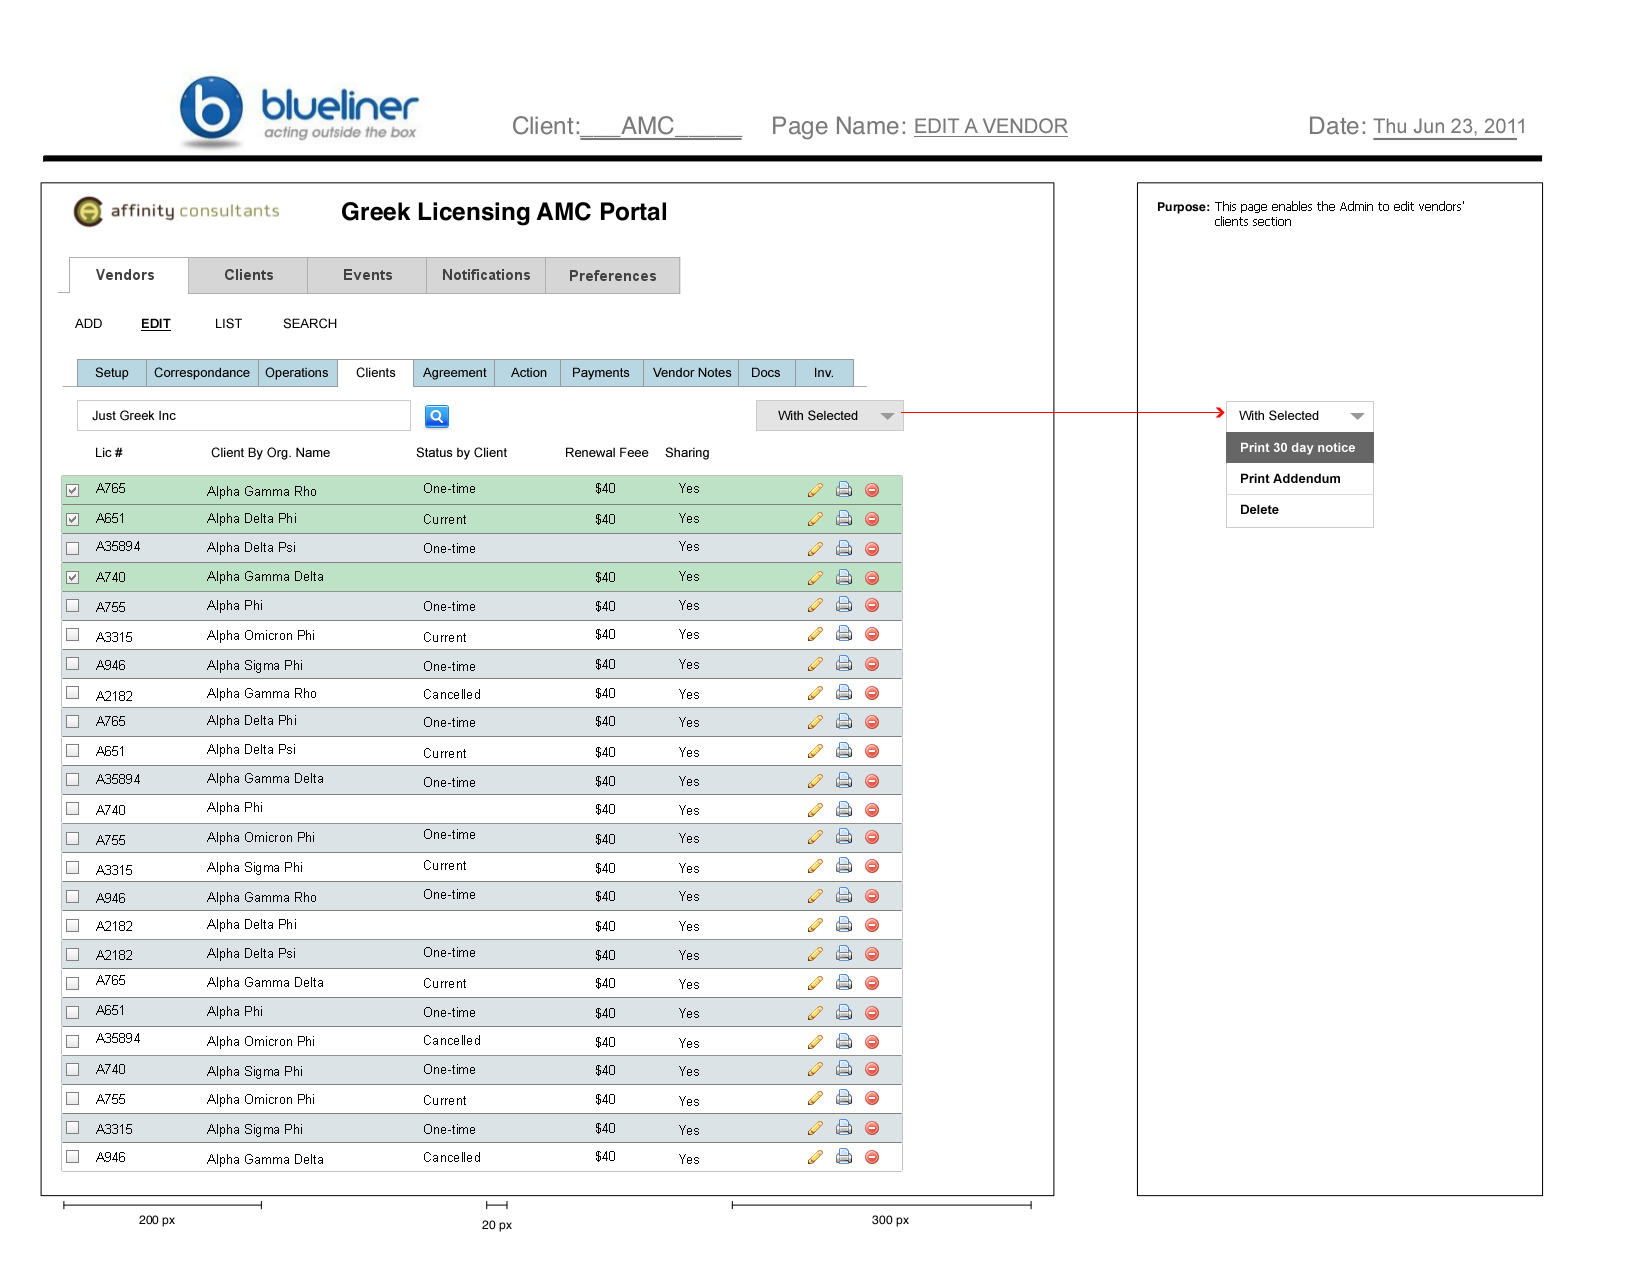 blueliner
acting outside the box
Client:___AMC_____ Page Name: EDIT A VENDOR Date: Thu Jun 23, 2011
affinity consultants Greek Licensing AMC Portal
Purpose: This page enables the Admin to edit vendors'
clients section
Vendors Clients Events Notifications Preferences
ADD EDIT LIST SEARCH
Setup Correspondance Operations Clients Agreement Action Payments Vendor Notes Docs Inv.
Just Greek Inc With Selected With Selected
Print 30 day notice
Print Addendum
Delete
Lic # Client By Org. Name Status by Client Renewal Feee Sharing
A765 Alpha Gamma Rho One-time $40 Yes
A651 Alpha Delta Phi Current $40 Yes
A35894 Alpha Delta Psi One-time Yes
A740 Alpha Gamma Delta $40 Yes
A755 Alpha Phi One-time $40 Yes
A3315 Alpha Omicron Phi Current $40 Yes
A946 Alpha Sigma Phi One-time $40 Yes
A2182 Alpha Gamma Rho Cancelled $40 Yes
A765 Alpha Delta Phi One-time $40 Yes
A651 Alpha Delta Psi Current $40 Yes
A35894 Alpha Gamma Delta One-time $40 Yes
A740 Alpha Phi $40 Yes
A755 Alpha Omicron Phi One-time $40 Yes
A3315 Alpha Sigma Phi Current $40 Yes
A946 Alpha Gamma Rho One-time $40 Yes
A2182 Alpha Delta Phi $40 Yes
A2182 Alpha Delta Psi One-time $40 Yes
A765 Alpha Gamma Delta Current $40 Yes
A651 Alpha Phi One-time $40 Yes
A35894 Alpha Omicron Phi Cancelled $40 Yes
A740 Alpha Sigma Phi One-time $40 Yes
A755 Alpha Omicron Phi Current $40 Yes
A3315 Alpha Sigma Phi One-time $40 Yes
A946 Alpha Gamma Delta Cancelled $40 Yes
200 px 20 px 300 px